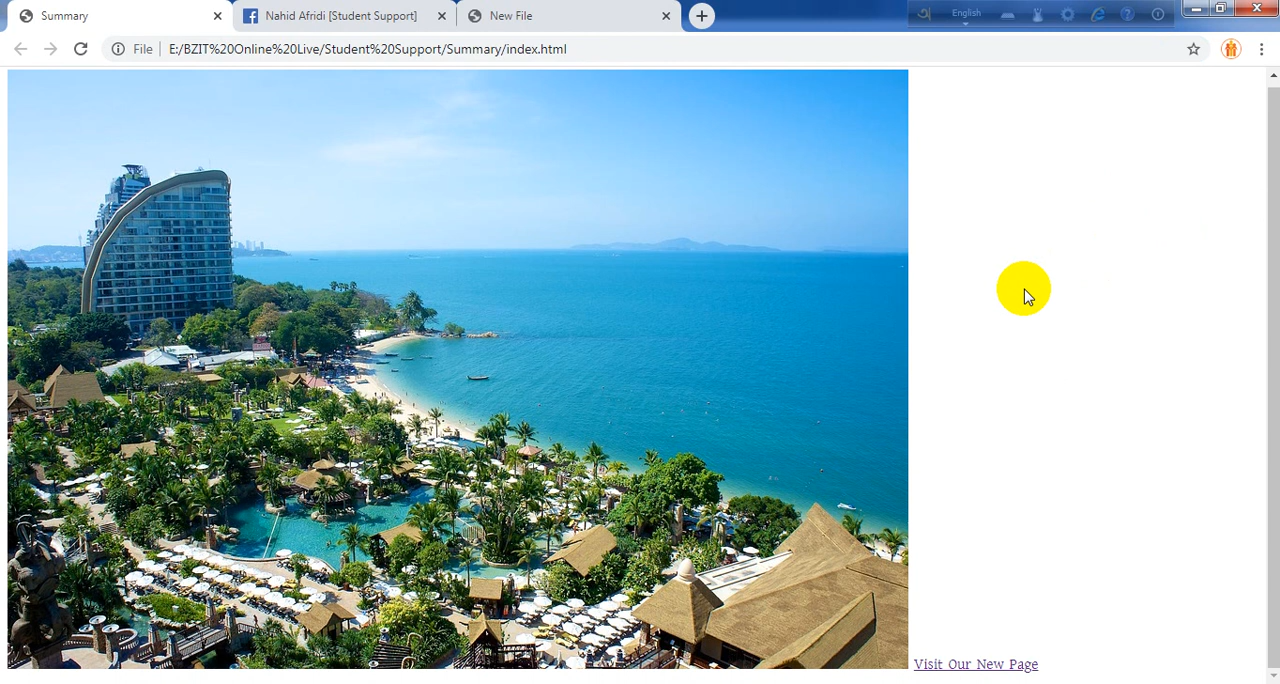 Summary
Nahid Afridi [Student Support]
New File
English
File
E:/BZIT%20Online%20Live/Student%20Support/Summary/index.html
Visit Our New Page